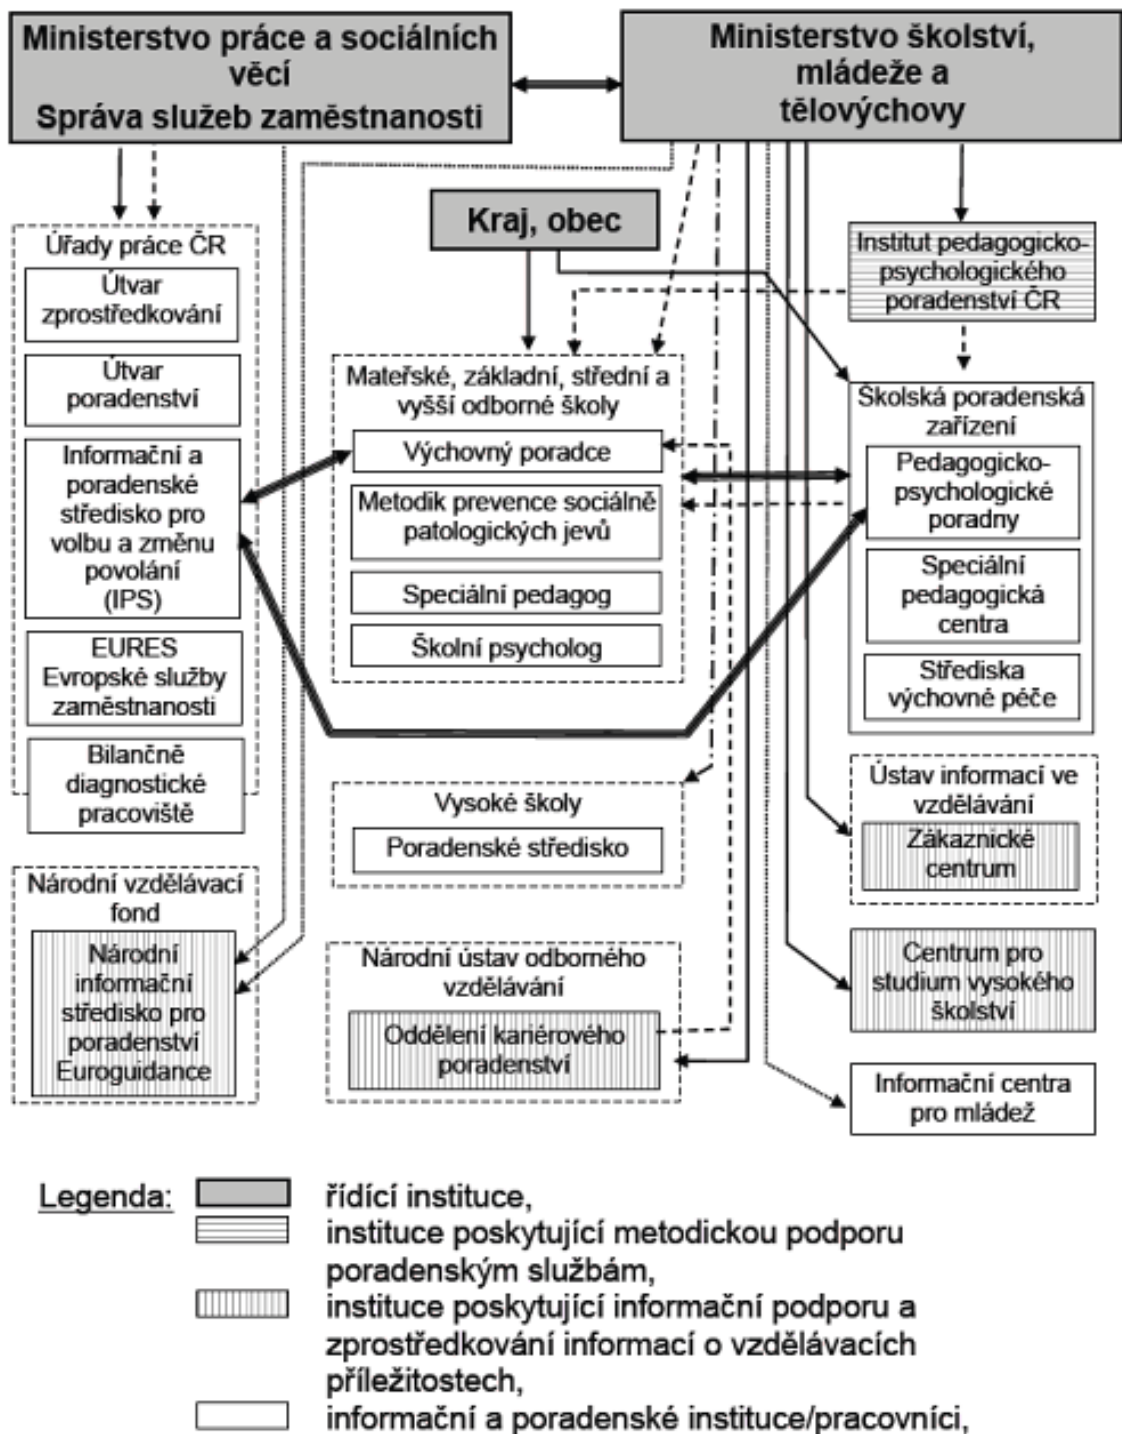 Ministerstvo práce a sociálních
věcí
Správa služeb zaměstnanosti
Ministerstvo školství,
mládeže a
tělovýchovy
Kraj, obec
Úřady práce ČR
Útvar
zprostředkování
Útvar
poradenství
Informační a
poradenské
středisko pro
volbu a změnu
povolání
(IPS)
EURES
Evropské služby
zaměstnanosti
Bilančně
diagnostické
pracoviště
Národní vzdělávací
fond
Národní
informační
středisko pro
poradenství
Euroguidance
Mateřské, základní, střední a
vyšší odborné školy
Výchovný poradce
Metodik prevence sociálně
patologických jevů
Speciální pedagog
Školní psycholog
Vysoké školy
Poradenské středisko
Národní ústav odborného
vzdělávání
Oddělení kariérového
poradenství
Institut pedagogicko-
psychologického
poradenství ČR
Školská poradenská
zařízení
Pedagogicko-
psychologické
poradny
Speciální
pedagogická
centra
Střediska
výchovné péče
Ústav informací ve
vzdělávání
Zákaznické
centrum
Centrum pro
studium vysokého
školství
Informační centra
pro mládež
Legenda:
řídící instituce,
instituce poskytující metodickou podporu
poradenským službám,
instituce poskytující informační podporu a
zprostředkování informací o vzdělávacích
příležitostech,
informační a poradenské instituce/pracovníci,